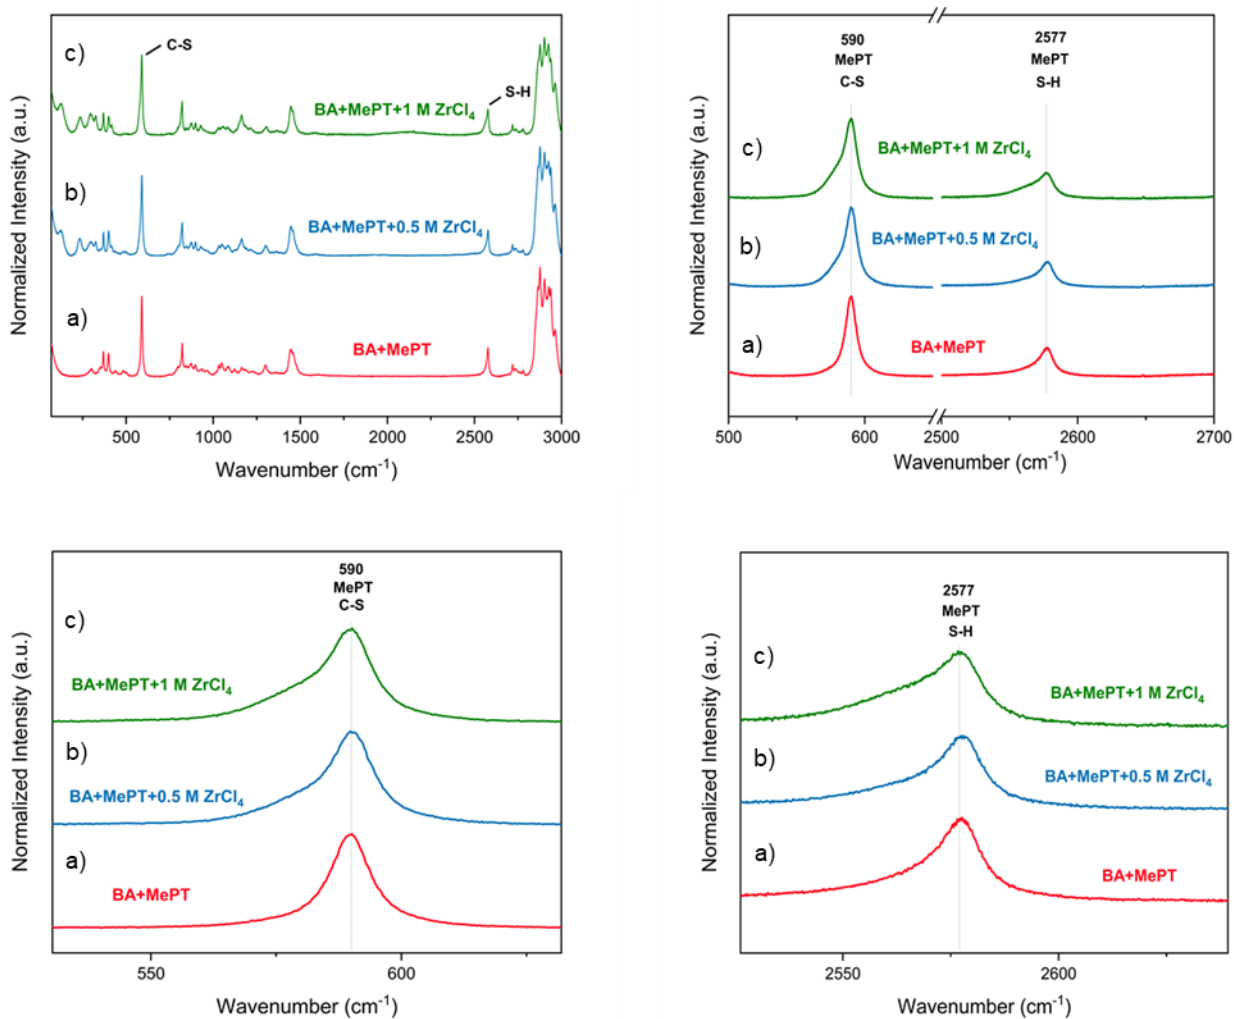 Normalized Intensity (a.u.)
c)
C-S
S-H
BA+MePT+1 M ZrCl₄
b)
BA+MePT+0.5 M ZrCl₄
a)
BA+MePT
500 1000 1500 2000 2500 3000
Wavenumber (cm⁻¹)
Normalized Intensity (a.u.)
590
MePT
C-S
2577
MePT
S-H
c)
BA+MePT+1 M ZrCl₄
b)
BA+MePT+0.5 M ZrCl₄
a)
BA+MePT
500 600 2500 2600 2700
Wavenumber (cm⁻¹)
Normalized Intensity (a.u.)
590
MePT
C-S
c)
BA+MePT+1 M ZrCl₄
b)
BA+MePT+0.5 M ZrCl₄
a)
BA+MePT
550 600
Wavenumber (cm⁻¹)
Normalized Intensity (a.u.)
2577
MePT
S-H
c)
BA+MePT+1 M ZrCl₄
b)
BA+MePT+0.5 M ZrCl₄
a)
BA+MePT
2550 2600
Wavenumber (cm⁻¹)